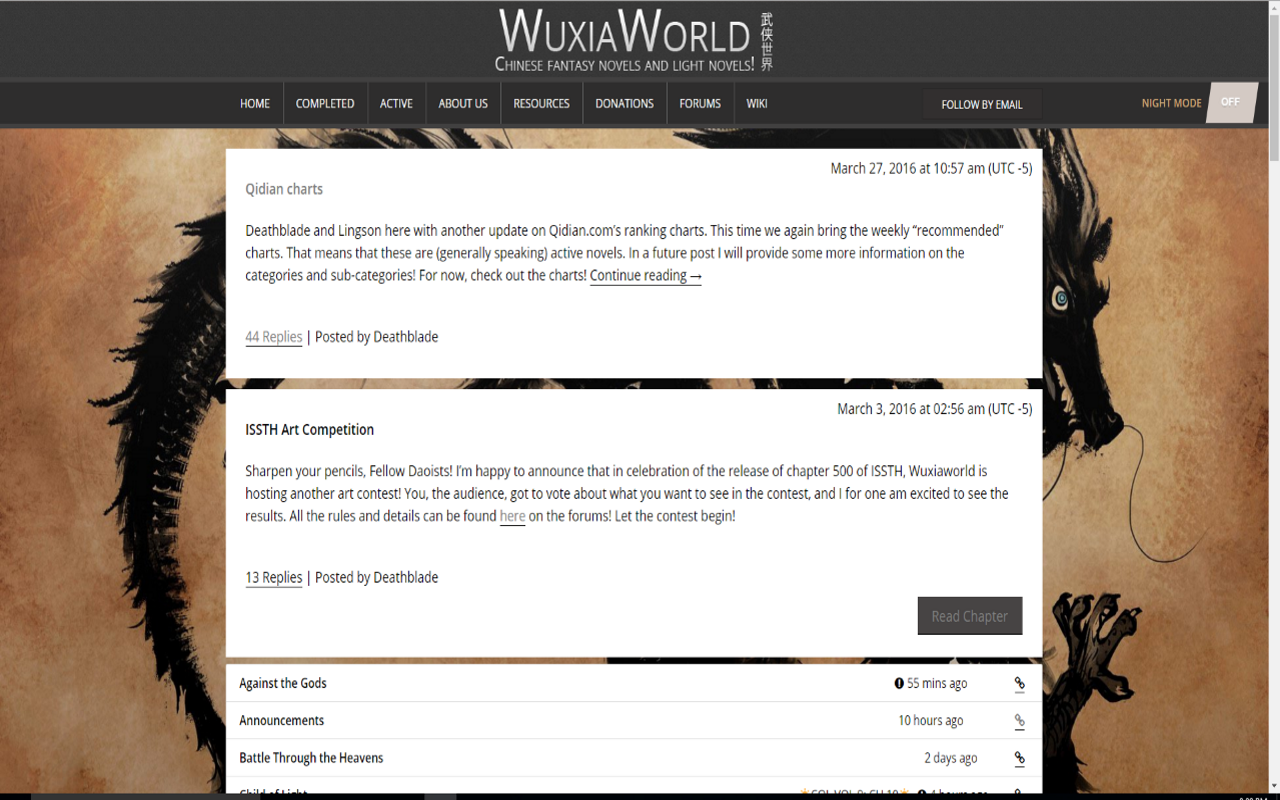 WUXIAWORLD
武侠世界
CHINESE FANTASY NOVELS AND LIGHT NOVELS!
HOME COMPLETED ACTIVE ABOUT US RESOURCES DONATIONS FORUMS WIKI FOLLOW BY EMAIL NIGHT MODE OFF
March 27, 2016 at 10:57 am (UTC -5)
Qidian charts
Deathblade and Lingson here with another update on Qidian.com's ranking charts. This time we again bring the weekly “recommended”
charts. That means that these are (generally speaking) active novels. In a future post I will provide some more information on the
categories and sub-categories! For now, check out the charts! Continue reading →
44 Replies | Posted by Deathblade
March 3, 2016 at 02:56 am (UTC -5)
ISSTH Art Competition
Sharpen your pencils, Fellow Daoists! I'm happy to announce that in celebration of the release of chapter 500 of ISSTH, Wuxiaworld is
hosting another art contest! You, the audience, got to vote about what you want to see in the contest, and I for one am excited to see the
results. All the rules and details can be found here on the forums! Let the contest begin!
13 Replies | Posted by Deathblade
Read Chapter
Against the Gods 55 mins ago
Announcements 10 hours ago
Battle Through the Heavens 2 days ago
Child of Light